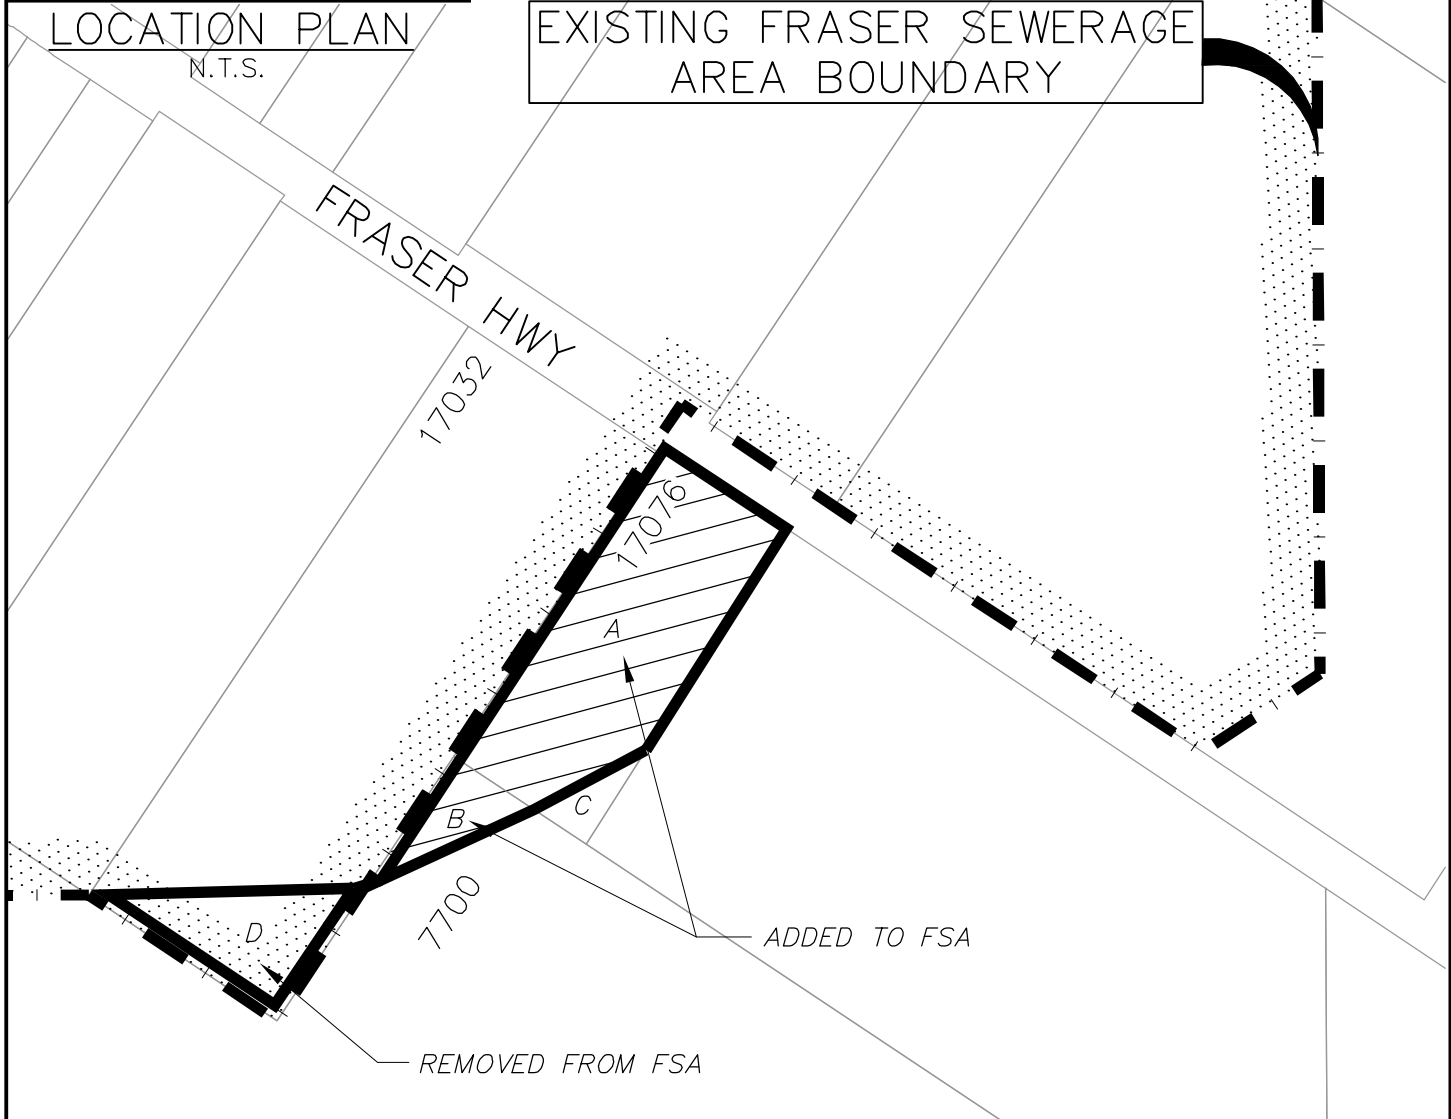 LOCATION PLAN
N.T.S.
EXISTING FRASER SEWERAGE
AREA BOUNDARY
FRASER HWY
17032
17076
A
B
C
7700
D
ADDED TO FSA
REMOVED FROM FSA